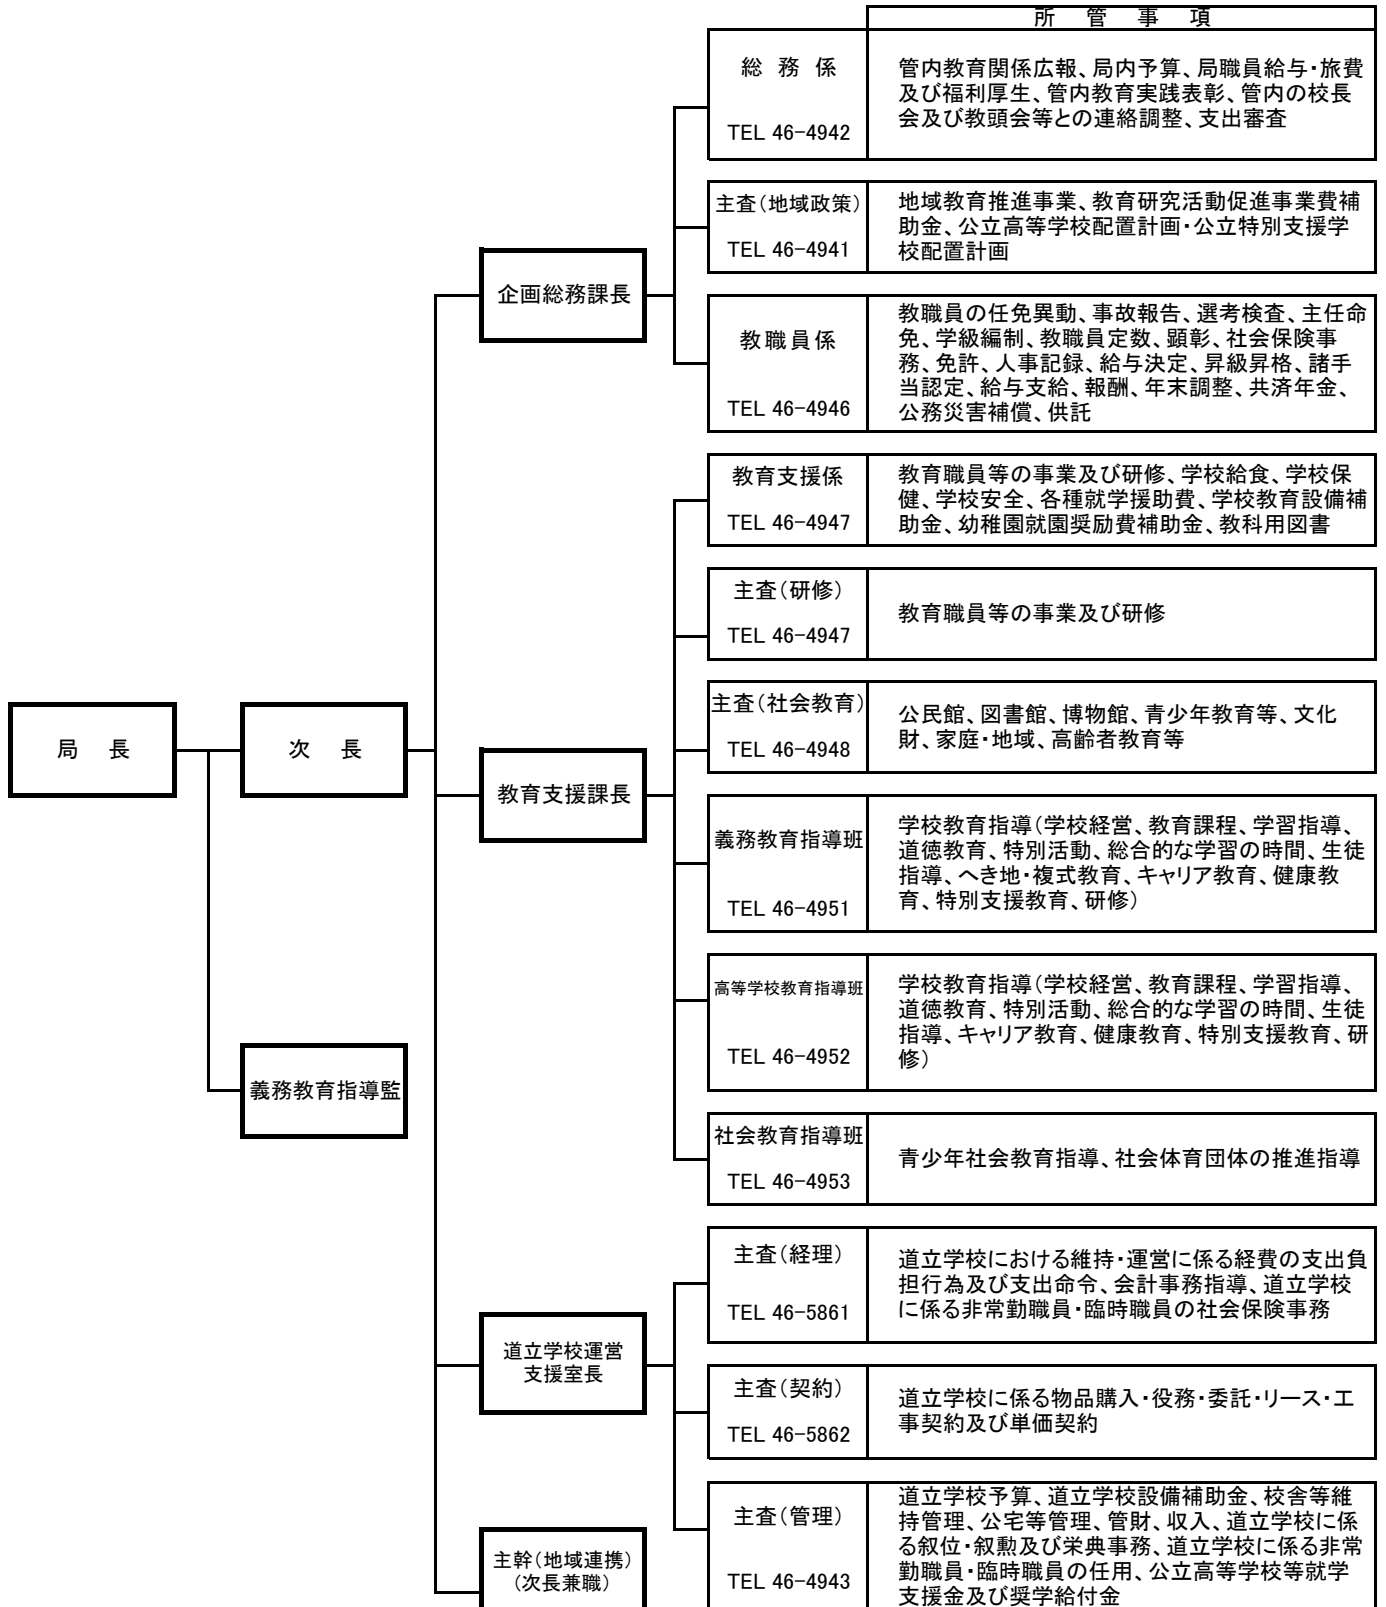 所 管 事 項
総 務 係
TEL 46-4942
管内教育関係広報、局内予算、局職員給与・旅費
及び福利厚生、管内教育実践表彰、管内の校長
会及び教頭会等との連絡調整、支出審査
主査(地域政策)
TEL 46-4941
地域教育推進事業、教育研究活動促進事業費補
助金、公立高等学校配置計画・公立特別支援学
校配置計画
企画総務課長
教職員係
TEL 46-4946
教職員の任免異動、事故報告、選考検査、主任命
免、学級編制、教職員定数、顕彰、社会保険事
務、免許、人事記録、給与決定、昇級昇格、諸手
当認定、給与支給、報酬、年末調整、共済年金、
公務災害補償、供託
教育支援係
TEL 46-4947
教育職員等の事業及び研修、学校給食、学校保
健、学校安全、各種就学援助費、学校教育設備補
助金、幼稚園就園奨励費補助金、教科用図書
主査(研修)
TEL 46-4947
教育職員等の事業及び研修
主査(社会教育)
TEL 46-4948
公民館、図書館、博物館、青少年教育等、文化
財、家庭・地域、高齢者教育等
局 長
次 長
教育支援課長
義務教育指導班
TEL 46-4951
学校教育指導(学校経営、教育課程、学習指導、
道徳教育、特別活動、総合的な学習の時間、生徒
指導、へき地・複式教育、キャリア教育、健康教
育、特別支援教育、研修)
高等学校教育指導班
TEL 46-4952
学校教育指導(学校経営、教育課程、学習指導、
道徳教育、特別活動、総合的な学習の時間、生徒
指導、キャリア教育、健康教育、特別支援教育、研
修)
義務教育指導監
社会教育指導班
TEL 46-4953
青少年社会教育指導、社会体育団体の推進指導
主査(経理)
TEL 46-5861
道立学校における維持・運営に係る経費の支出負
担行為及び支出命令、会計事務指導、道立学校
に係る非常勤職員・臨時職員の社会保険事務
道立学校運営
支援室長
主査(契約)
TEL 46-5862
道立学校に係る物品購入・役務・委託・リース・工
事契約及び単価契約
主査(管理)
TEL 46-4943
道立学校予算、道立学校設備補助金、校舎等維
持管理、公宅等管理、管財、収入、道立学校に係
る叙位・叙勲及び栄典事務、道立学校に係る非常
勤職員・臨時職員の任用、公立高等学校等就学
支援金及び奨学給付金
主幹(地域連携)
(次長兼職)